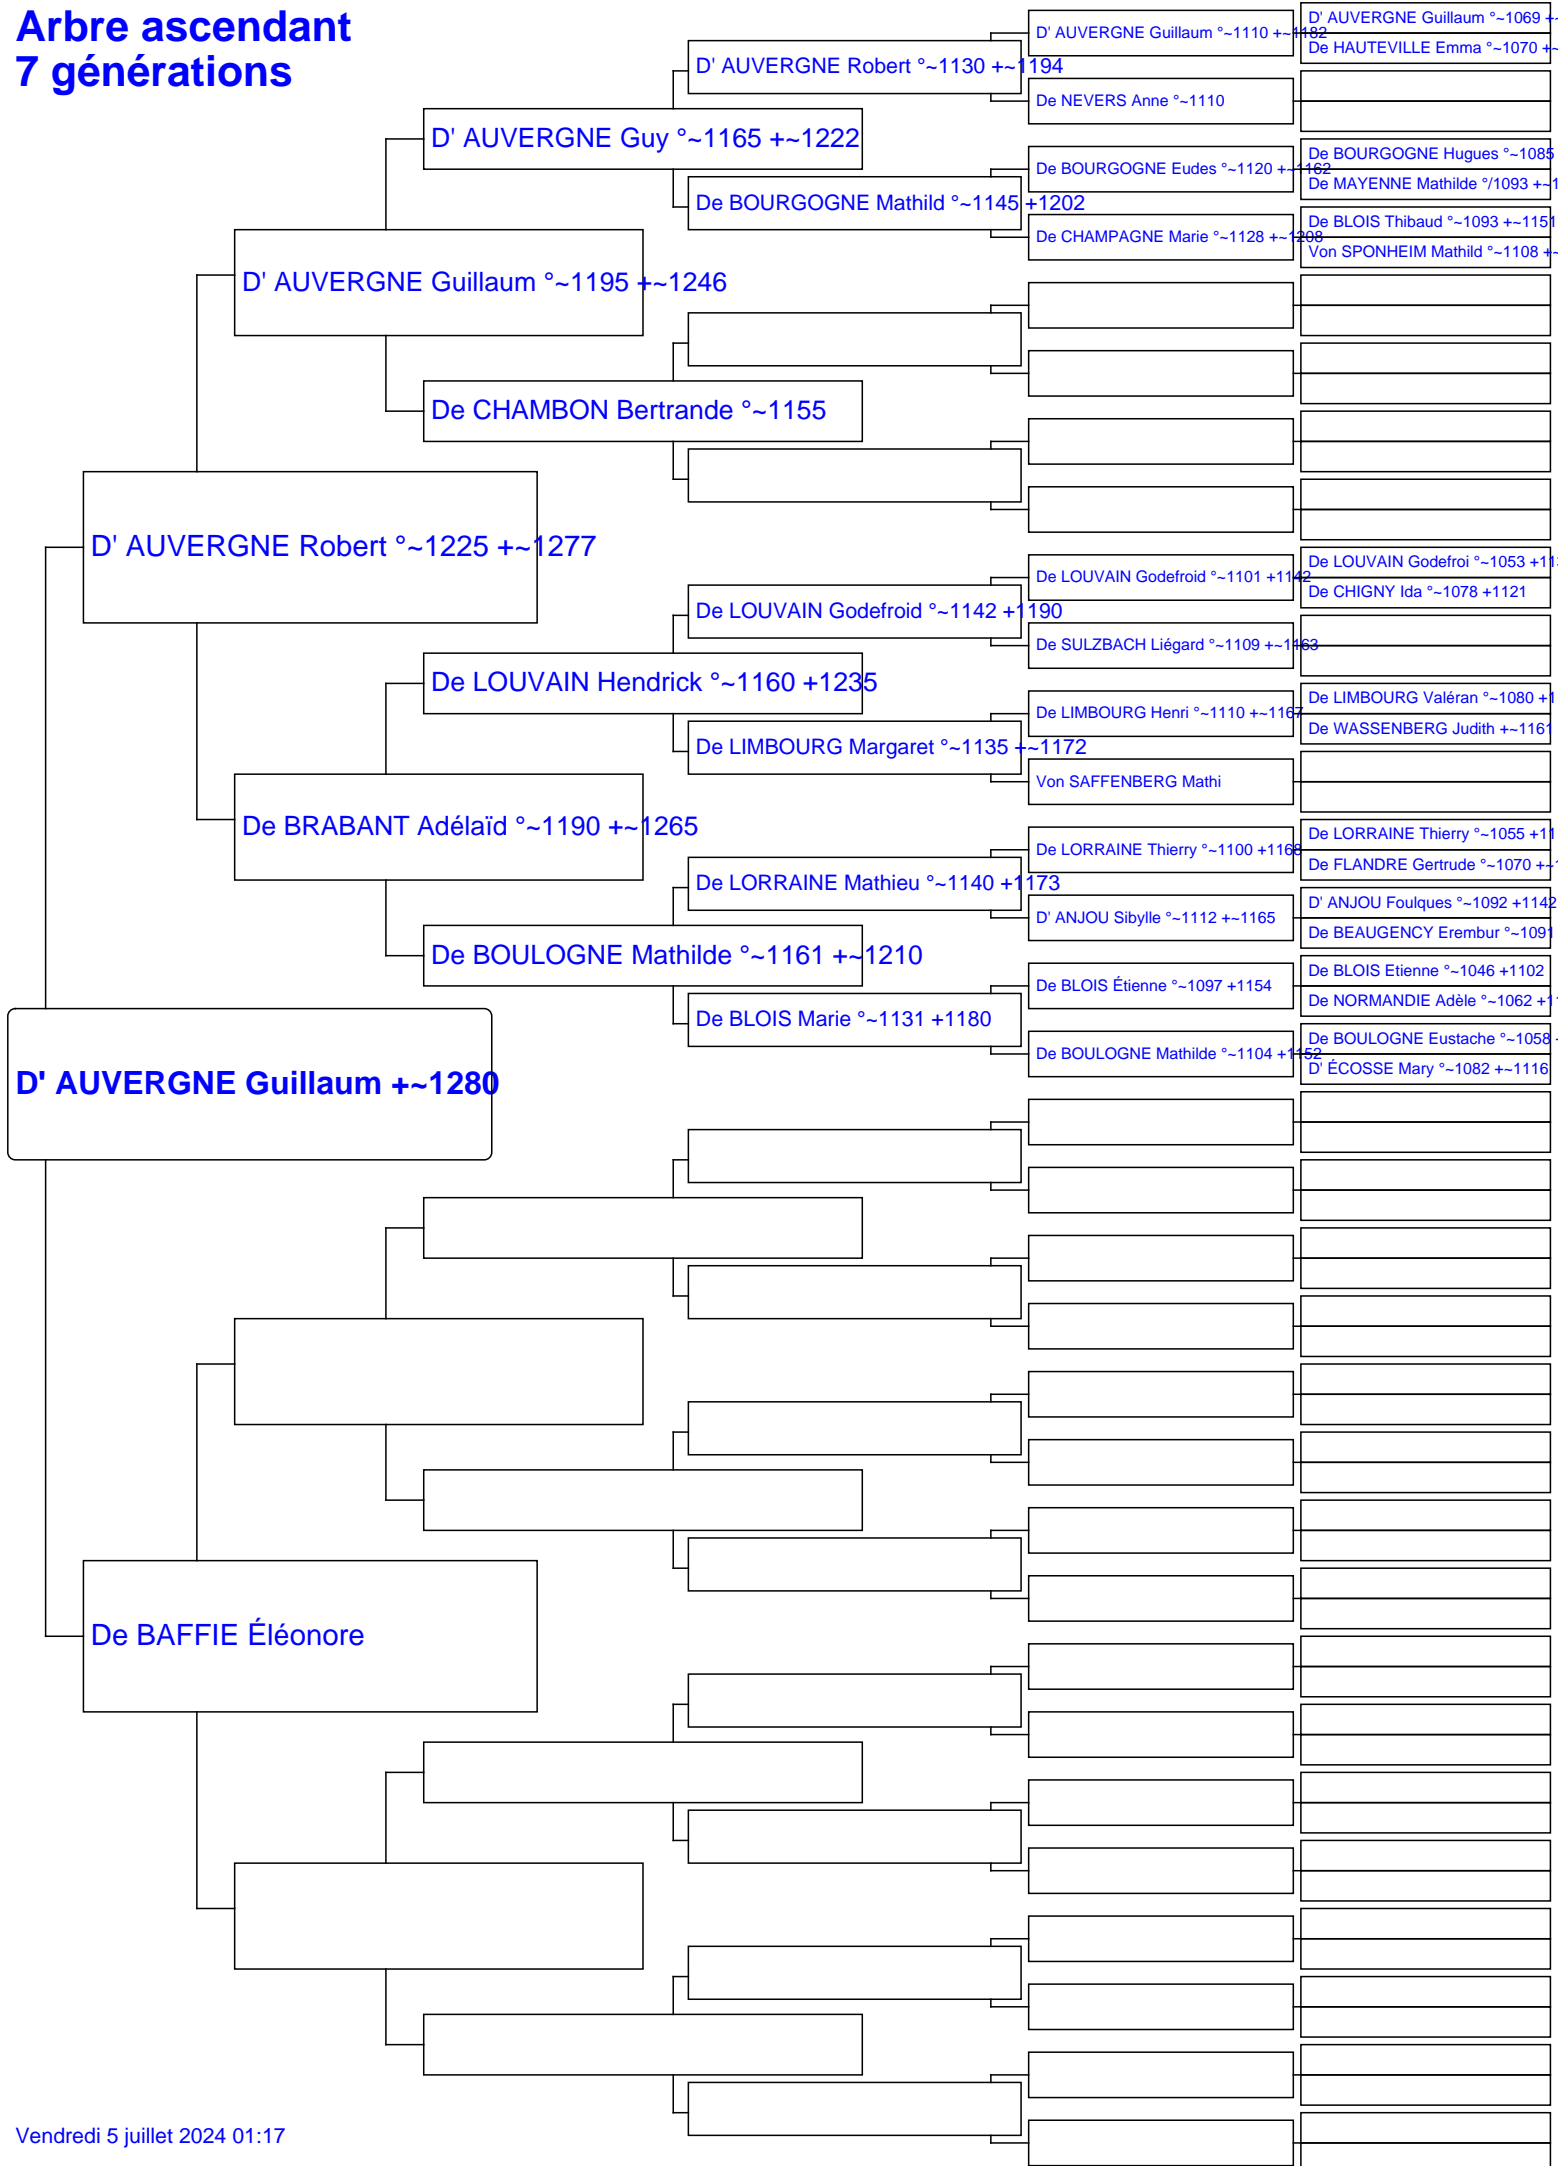 Arbre ascendant
7 générations
D' AUVERGNE Guillaum °~1069 +~
De HAUTEVILLE Emma °~1070 +~
D' AUVERGNE Guillaum °~1110 +~1182
D' AUVERGNE Robert °~1130 +~1194
De NEVERS Anne °~1110
D' AUVERGNE Guy °~1165 +~1222
De BOURGOGNE Hugues °~1085
De BOURGOGNE Eudes °~1120 +~1162
De MAYENNE Mathilde °/1093 +~1
De BOURGOGNE Mathild °~1145 +1202
De BLOIS Thibaud °~1093 +~1151
De CHAMPAGNE Marie °~1128 +~1208
Von SPONHEIM Mathild °~1108 +~
D' AUVERGNE Guillaum °~1195 +~1246
De CHAMBON Bertrande °~1155
D' AUVERGNE Robert °~1225 +~1277
De LOUVAIN Godefroi °~1053 +113
De LOUVAIN Godefroid °~1101 +1142
De CHIGNY Ida °~1078 +1121
De LOUVAIN Godefroid °~1142 +1190
De SULZBACH Liégard °~1109 +~1163
De LOUVAIN Hendrick °~1160 +1235
De LIMBOURG Valéran °~1080 +1
De LIMBOURG Henri °~1110 +~1167
De WASSENBERG Judith +~1161
De LIMBOURG Margaret °~1135 +~1172
Von SAFFENBERG Mathi
De BRABANT Adélaïd °~1190 +~1265
De LORRAINE Thierry °~1055 +11
De LORRAINE Thierry °~1100 +1168
De FLANDRE Gertrude °~1070 +~1
De LORRAINE Mathieu °~1140 +1173
D' ANJOU Foulques °~1092 +1142
D' ANJOU Sibylle °~1112 +~1165
De BEAUGENCY Erembur °~1091
De BOULOGNE Mathilde °~1161 +~1210
De BLOIS Etienne °~1046 +1102
De BLOIS Étienne °~1097 +1154
De NORMANDIE Adèle °~1062 +1
De BLOIS Marie °~1131 +1180
De BOULOGNE Eustache °~1058 +
De BOULOGNE Mathilde °~1104 +1152
D' ÉCOSSE Mary °~1082 +~1116
D' AUVERGNE Guillaum +~1280
De BAFFIE Éléonore
Vendredi 5 juillet 2024 01:17